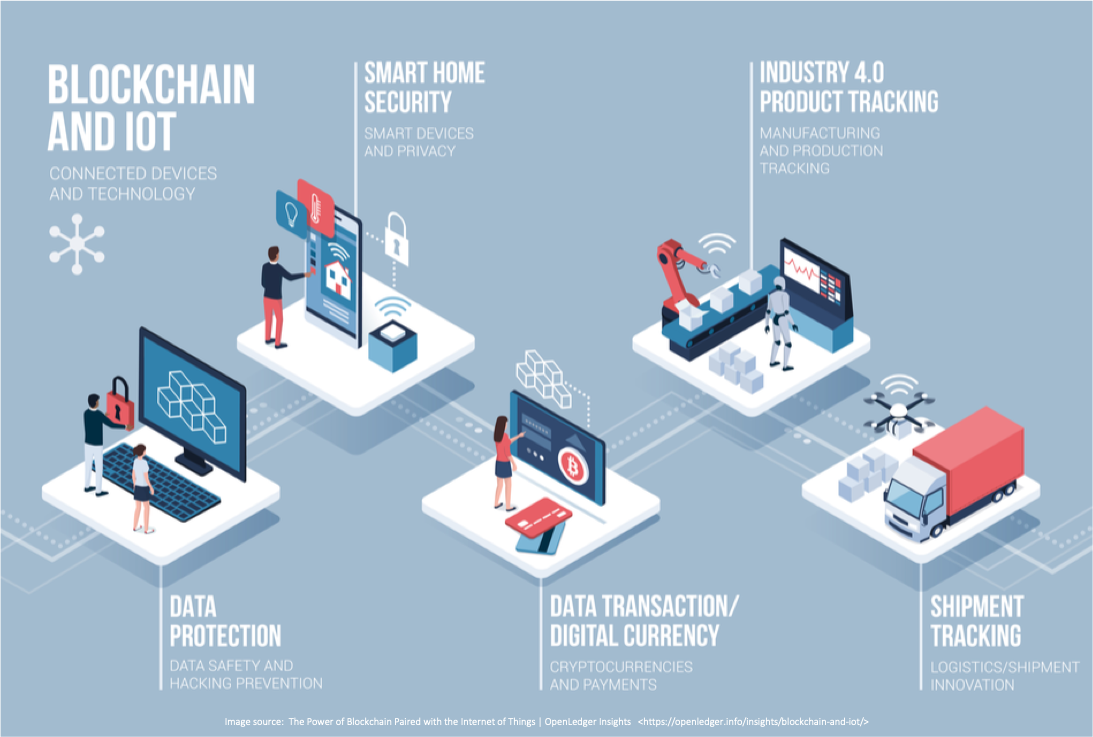 BLOCKCHAIN
AND IOT
CONNECTED DEVICES
AND TECHNOLOGY
SMART HOME
SECURITY
SMART DEVICES
AND PRIVACY
INDUSTRY 4.0
PRODUCT TRACKING
MANUFACTURING
AND PRODUCTION
TRACKING
DATA
PROTECTION
DATA SAFETY AND
HACKING PREVENTION
DATA TRANSACTION/
DIGITAL CURRENCY
CRYPTOCURRENCIES
AND PAYMENTS
SHIPMENT
TRACKING
LOGISTICS/SHIPMENT
INNOVATION
Image source: The Power of Blockchain Paired with the Internet of Things | OpenLedger Insights <https://openledger.info/insights/blockchain-and-iot/>